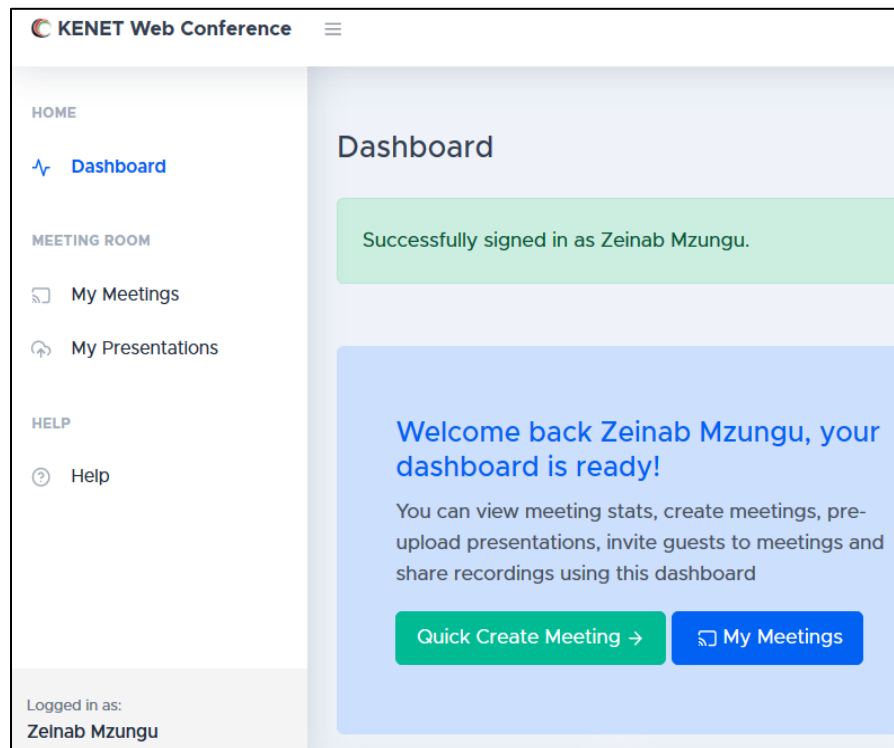 KENET Web Conference
HOME
Dashboard
MEETING ROOM
My Meetings
My Presentations
HELP
Help
Logged in as:
Zeinab Mzungu
Dashboard
Successfully signed in as Zeinab Mzungu.
Welcome back Zeinab Mzungu, your
dashboard is ready!
You can view meeting stats, create meetings, pre-
upload presentations, invite guests to meetings and
share recordings using this dashboard
Quick Create Meeting →
My Meetings